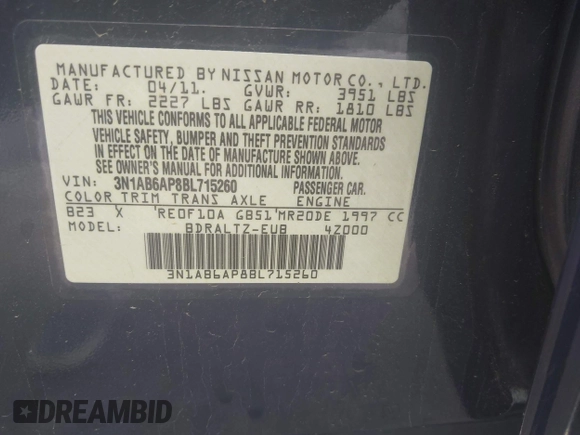 MANUFACTURED BY NISSAN MOTOR CO., LTD.
DATE: 04/11. GVWR: 3951 LBS
GAWR FR: 2227 LBS GAWR RR: 1810 LBS
THIS VEHICLE CONFORMS TO ALL APPLICABLE FEDERAL MOTOR
VEHICLE SAFETY, BUMPER AND THEFT PREVENTION STANDARDS
IN EFFECT ON THE DATE OF MANUFACTURE SHOWN ABOVE.
SEE OWNER'S MANUAL FOR ADDITIONAL INFORMATION.
VIN: 3N1AB6AP8BL715260 PASSENGER CAR.
COLOR TRIM TRANS AXLE ENGINE
B23 X RE0F10A GB51 MR20DE 1997 CC
BDRALTZ-EUB 4Z000
3N1AB6AP8BL715260
DREAMBID